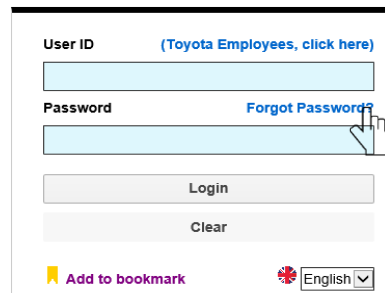 User ID (Toyota Employees, click here)
Password Forgot Password?
Login
Clear
Add to bookmark English